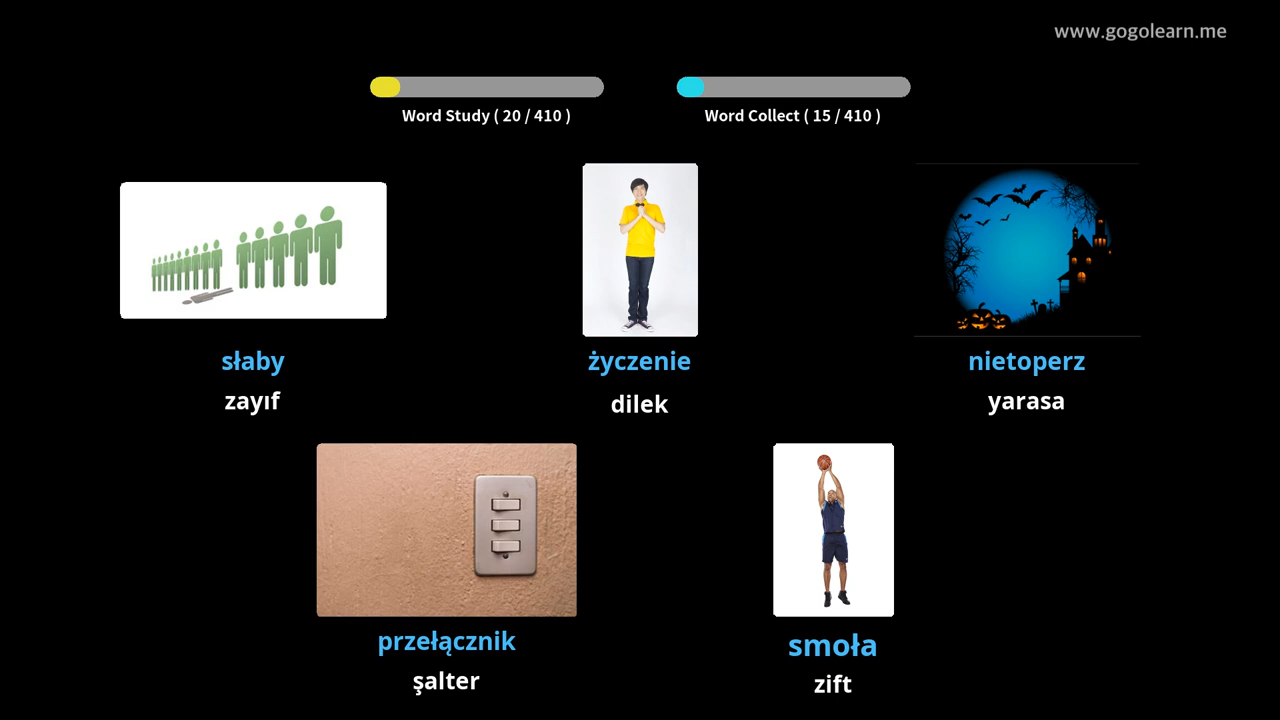 www.gogolearn.me
Word Study ( 20 / 410 )
Word Collect ( 15 / 410 )
słaby
zayıf
życzenie
dilek
nietoperz
yarasa
przełącznik
şalter
smoła
zift